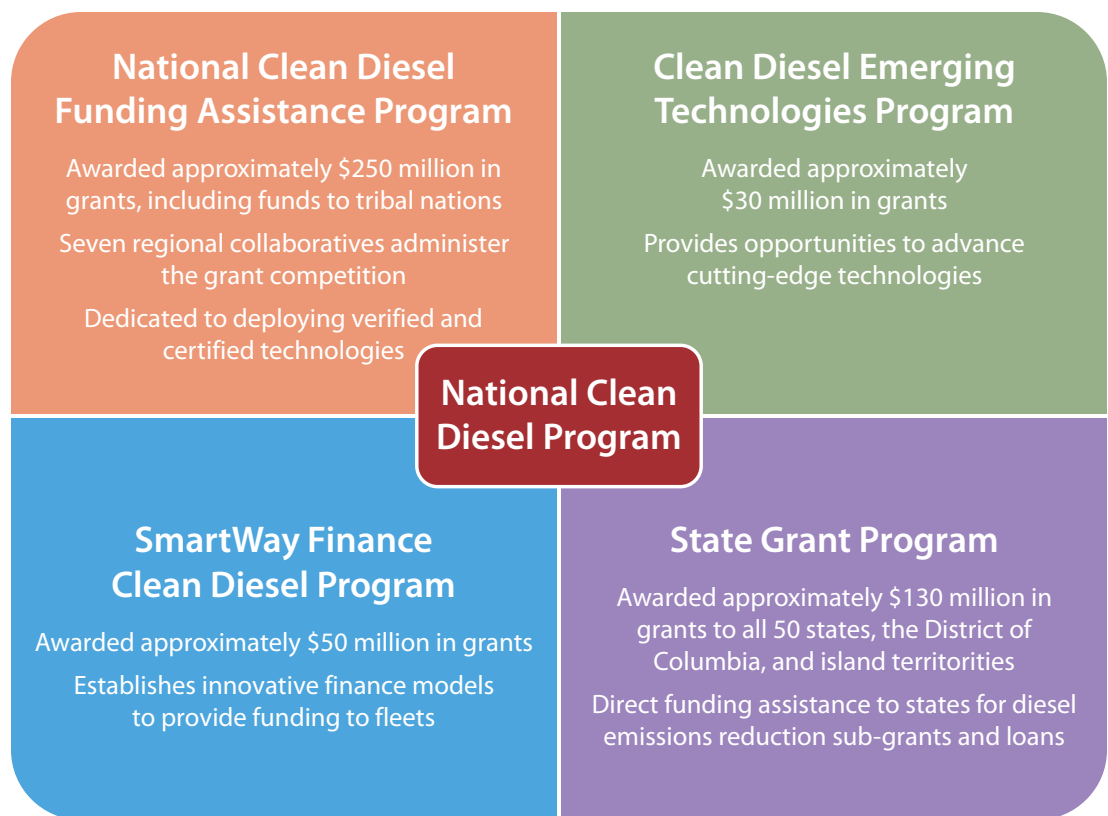 National Clean Diesel
Funding Assistance Program
Awarded approximately $250 million in
grants, including funds to tribal nations
Seven regional collaboratives administer
the grant competition
Dedicated to deploying verified and
certified technologies
Clean Diesel Emerging
Technologies Program
Awarded approximately
$30 million in grants
Provides opportunities to advance
cutting-edge technologies
National Clean
Diesel Program
SmartWay Finance
Clean Diesel Program
Awarded approximately $50 million in grants
Establishes innovative finance models
to provide funding to fleets
State Grant Program
Awarded approximately $130 million in
grants to all 50 states, the District of
Columbia, and island territorities
Direct funding assistance to states for diesel
emissions reduction sub-grants and loans